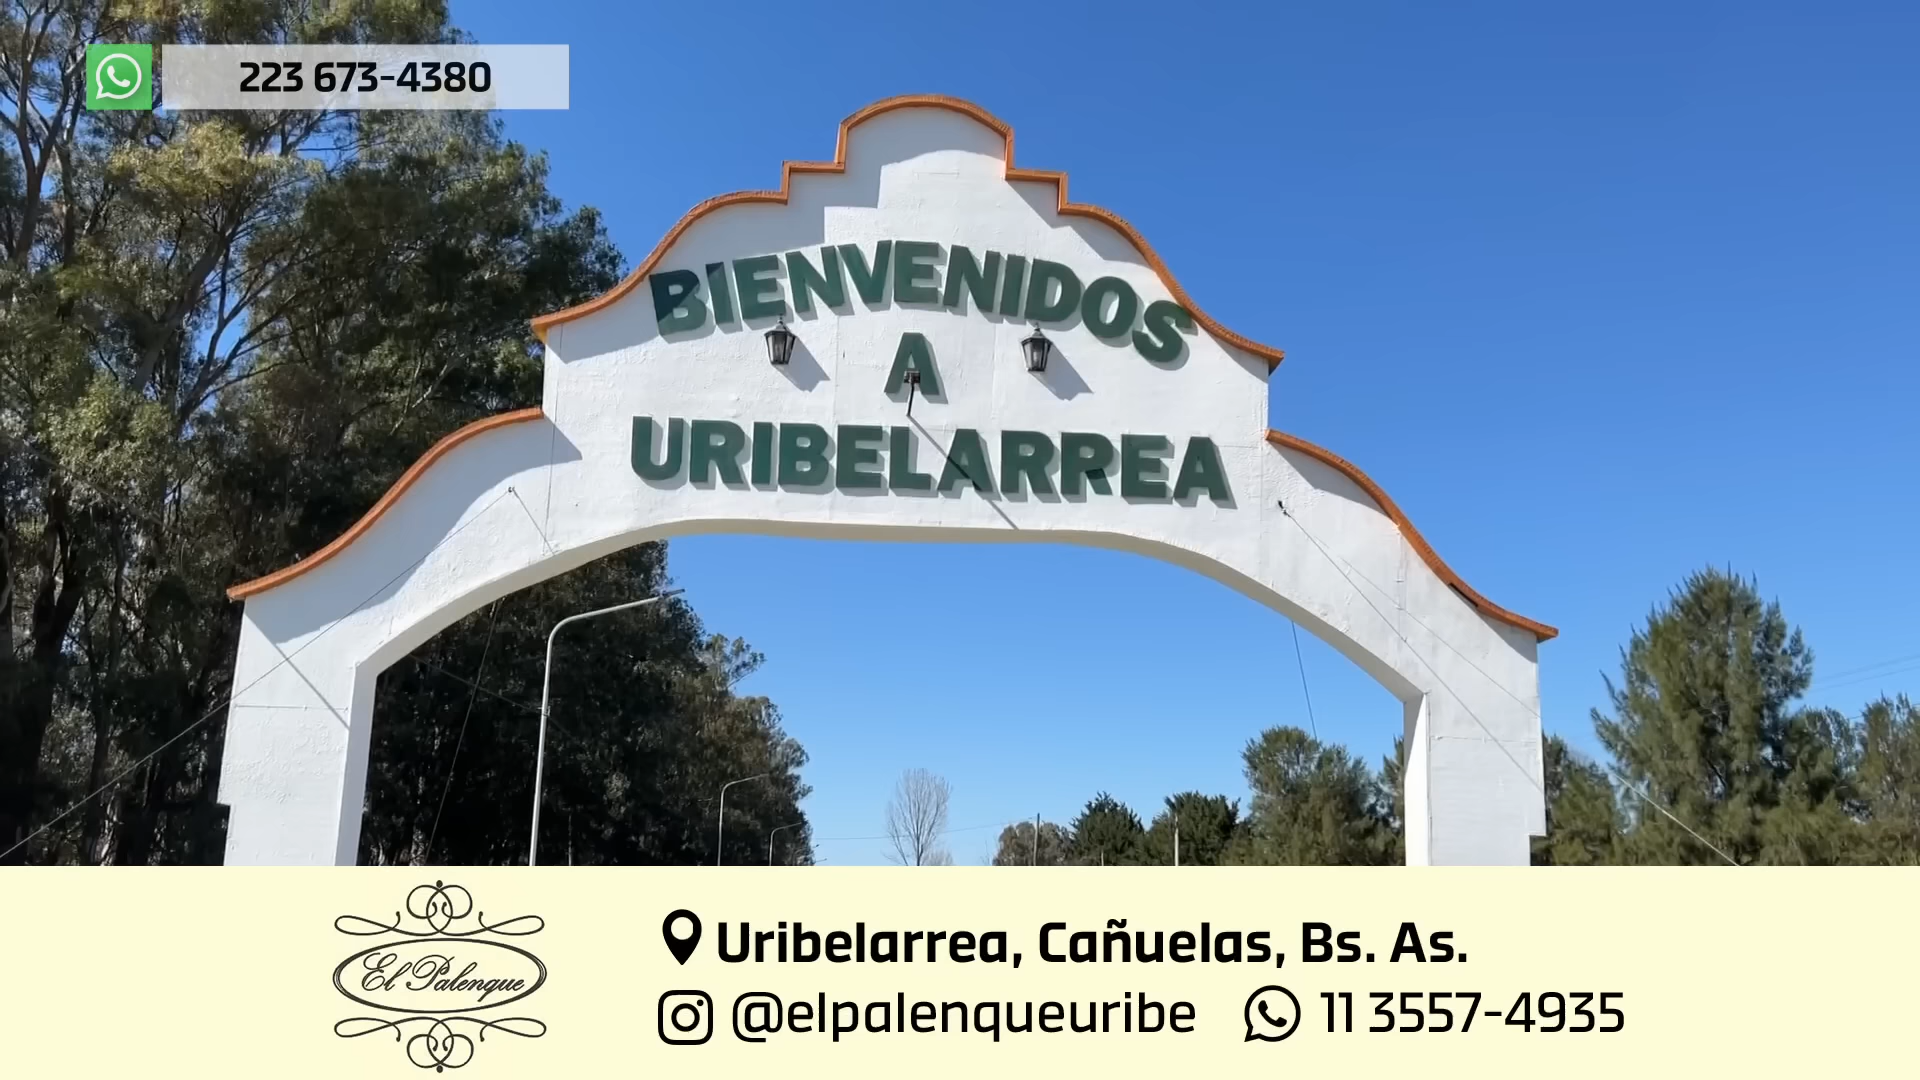 223 673-4380
BIENVENIDOS
A
URIBELARREA
El Palenque
Uribelarrea, Cañuelas, Bs. As.
@elpalenqueuribe 11 3557-4935